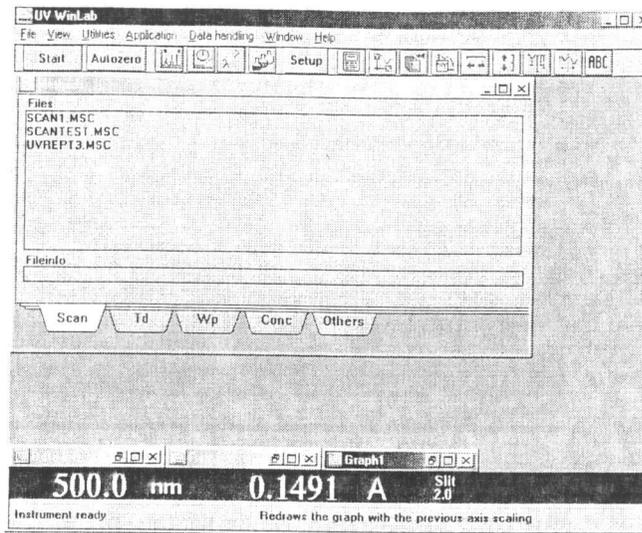 UV WinLab
File View Utilities Application Data handling Window Help
Start Autozero λ? Setup ABC
Files
SCAN1.MSC
SCANTEST.MSC
UVREPT3.MSC
Fileinfo
Scan Td Wp Conc Others
Graph1
500.0 nm 0.1491 A Slit
2.0
Instrument ready Redraws the graph with the previous axis scaling